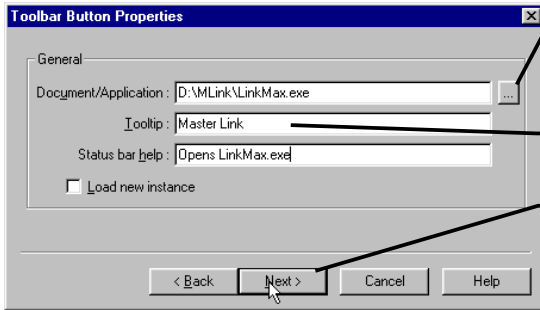 Toolbar Button Properties
General
Document/Application : D:\MLink\LinkMax.exe ...
Tooltip : Master Link
Status bar help : Opens LinkMax.exe
Load new instance
< Back Next > Cancel Help